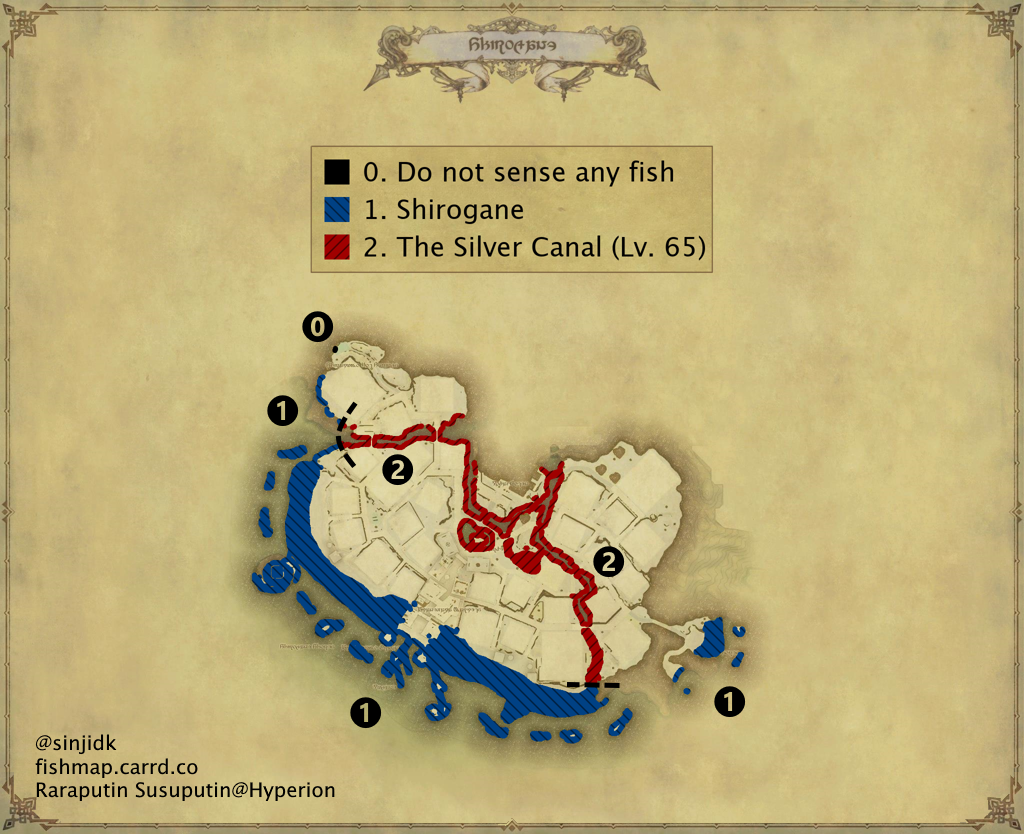 0. Do not sense any fish
1. Shirogane
2. The Silver Canal (Lv. 65)
0
1
2
2
1
1
@sinjidk
fishmap.carrd.co
Raraputin Susuputin@Hyperion